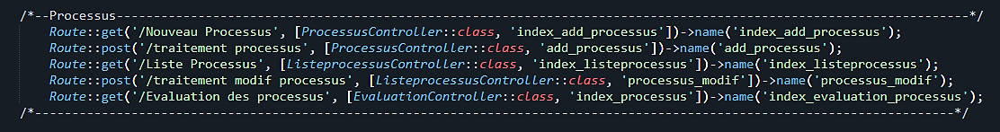 /*--Processus------------------------------------------------------------------------------------------------------------------*/
Route::get('/Nouveau Processus', [ProcessusController::class, 'index_add_processus'])->name('index_add_processus');
Route::post('/traitement processus', [ProcessusController::class, 'add_processus'])->name('add_processus');
Route::get('/Liste Processus', [ListeprocessusController::class, 'index_listeprocessus'])->name('index_listeprocessus');
Route::post('/traitement modif processus', [ListeprocessusController::class, 'processus_modif'])->name('processus_modif');
Route::get('/Evaluation des processus', [EvaluationController::class, 'index_processus'])->name('index_evaluation_processus');
/*---------------------------------------------------------------------------------------------------------------------------*/